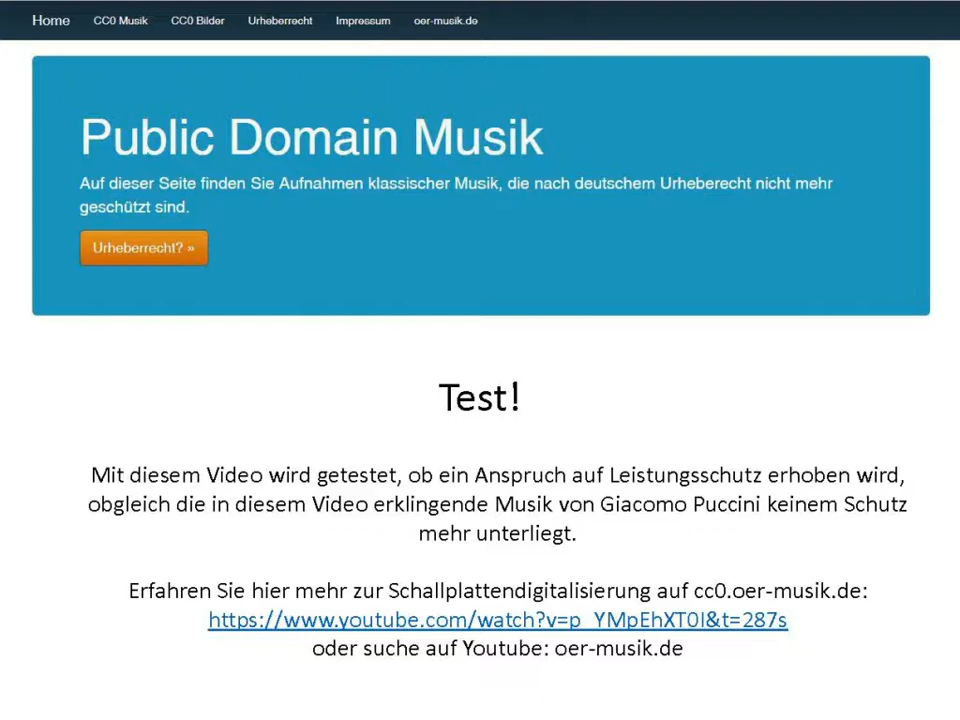 Home CC0 Musik CC0 Bilder Urheberrecht Impressum oer-musik.de
Public Domain Musik
Auf dieser Seite finden Sie Aufnahmen klassischer Musik, die nach deutschem Urheberecht nicht mehr
geschützt sind.
Urheberrecht? »
Test!
Mit diesem Video wird getestet, ob ein Anspruch auf Leistungsschutz erhoben wird,
obgleich die in diesem Video erklingende Musik von Giacomo Puccini keinem Schutz
mehr unterliegt.
Erfahren Sie hier mehr zur Schallplattendigitalisierung auf cc0.oer-musik.de:
https://www.youtube.com/watch?v=p_YMpEhXT0I&t=287s
oder suche auf Youtube: oer-musik.de